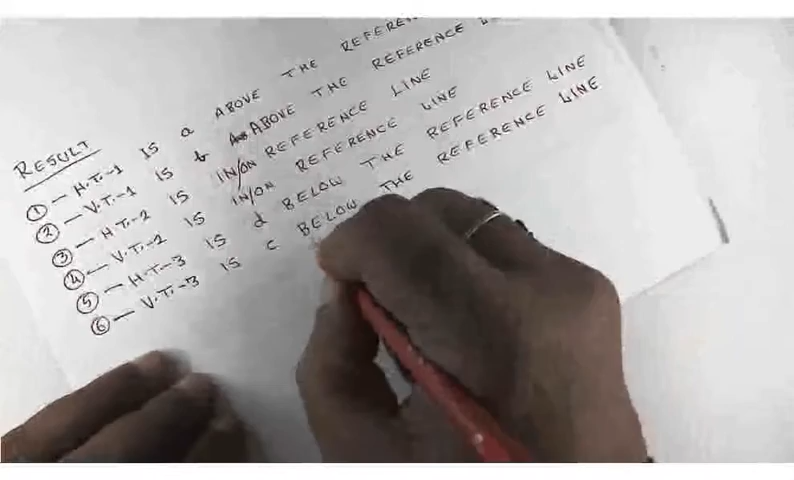 RESULT
① — H.T.-1 IS a ABOVE THE REFERE
② — V.T.-1 IS b ABOVE THE REFERENCE
③ — H.T.-2 IS IN/ON REFERENCE LINE
④ — V.T.-2 IS IN/ON REFERENCE LINE
⑤ — H.T.-3 IS d BELOW THE REFERENCE LINE
⑥ — V.T.-3 IS c BELOW THE REFERENCE LINE